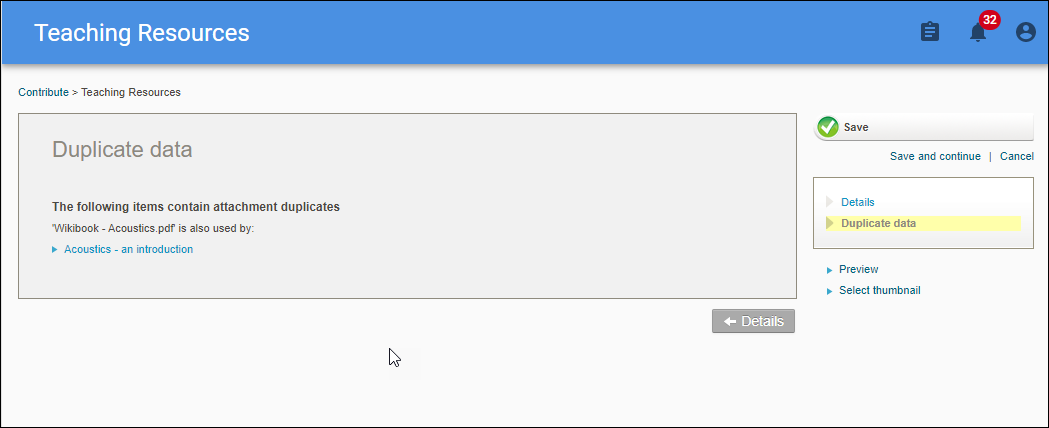 Teaching Resources
32
Contribute > Teaching Resources
Duplicate data
The following items contain attachment duplicates
'Wikibook - Acoustics.pdf' is also used by:
Acoustics - an introduction
Details
Save
Save and continue | Cancel
Details
Duplicate data
Preview
Select thumbnail